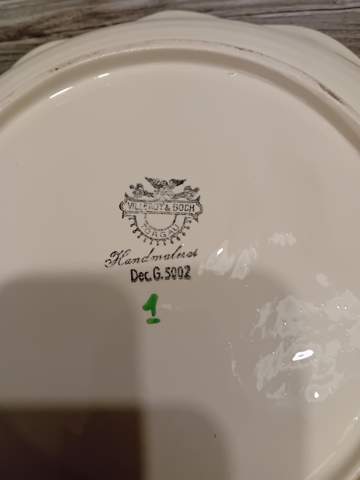 VILLEROY & BOCH
TORGAU
Handmalerei
Dec. G. 5002
1